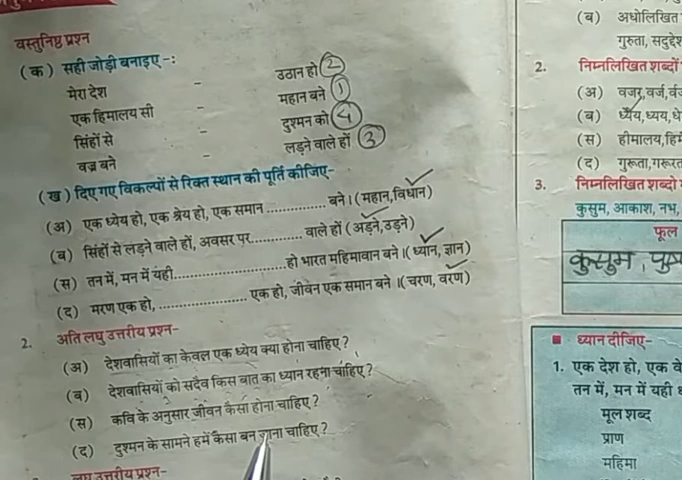 वस्तुनिष्ठ प्रश्न
(क) सही जोड़ी बनाइए -:
मेरा देश - उठान हो (2)
एक हिमालय सी - महान बने (1)
सिंहों से - दुश्मन को (4)
वज्र बने - लड़ने वाले हों (3)
(ख) दिए गए विकल्पों से रिक्त स्थान की पूर्ति कीजिए-
(अ) एक ध्येय हो, एक श्रेय हो, एक समान .............. बने। (महान,विधान)
(ब) सिंहों से लड़ने वाले हों, अवसर पर............ वाले हों (अड़ने,उड़ने)
(स) तन में, मन में यही............................हो भारत महिमावान बने।( ध्यान, ज्ञान)
(द) मरण एक हो, ...................... एक हो, जीवन एक समान बने ।(चरण, वरण)
2. अति लघु उत्तरीय प्रश्न-
(अ) देशवासियों का केवल एक ध्येय क्या होना चाहिए ?
(ब) देशवासियों को सदैव किस बात का ध्यान रहना चाहिए ?
(स) कवि के अनुसार जीवन कैसा होना चाहिए ?
(द) दुश्मन के सामने हमें कैसा बन जाना चाहिए ?
लघु उत्तरीय प्रश्न-
(ब) अधोलिखित
गुरुता, सदुद्देश
2. निम्नलिखित शब्दों
(अ) वजर,वर्ज,
(ब) ध्यैय,ध्यय,
(स) हीमालय,
(द) गुरूता,
3. निम्नलिखित शब्दो
कुसुम, आकाश, नभ,
फूल
कुसुम,
ध्यान दीजिए-
1. एक देश हो, एक
तन में, मन में यही
मूल शब्द
प्राण
महिमा